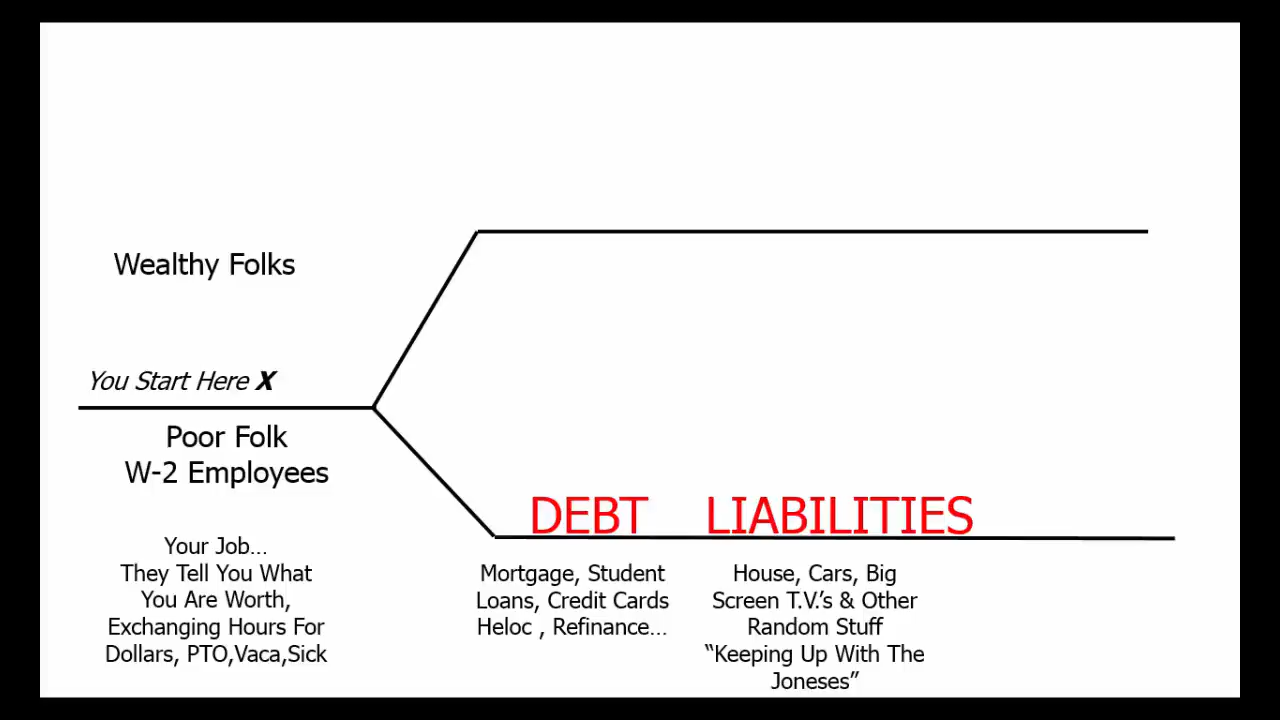 Wealthy Folks
You Start Here X
Poor Folk
W-2 Employees
Your Job...
They Tell You What
You Are Worth,
Exchanging Hours For
Dollars, PTO,Vaca,Sick
DEBT
Mortgage, Student
Loans, Credit Cards
Heloc , Refinance...
LIABILITIES
House, Cars, Big
Screen T.V.’s & Other
Random Stuff
“Keeping Up With The
Joneses”